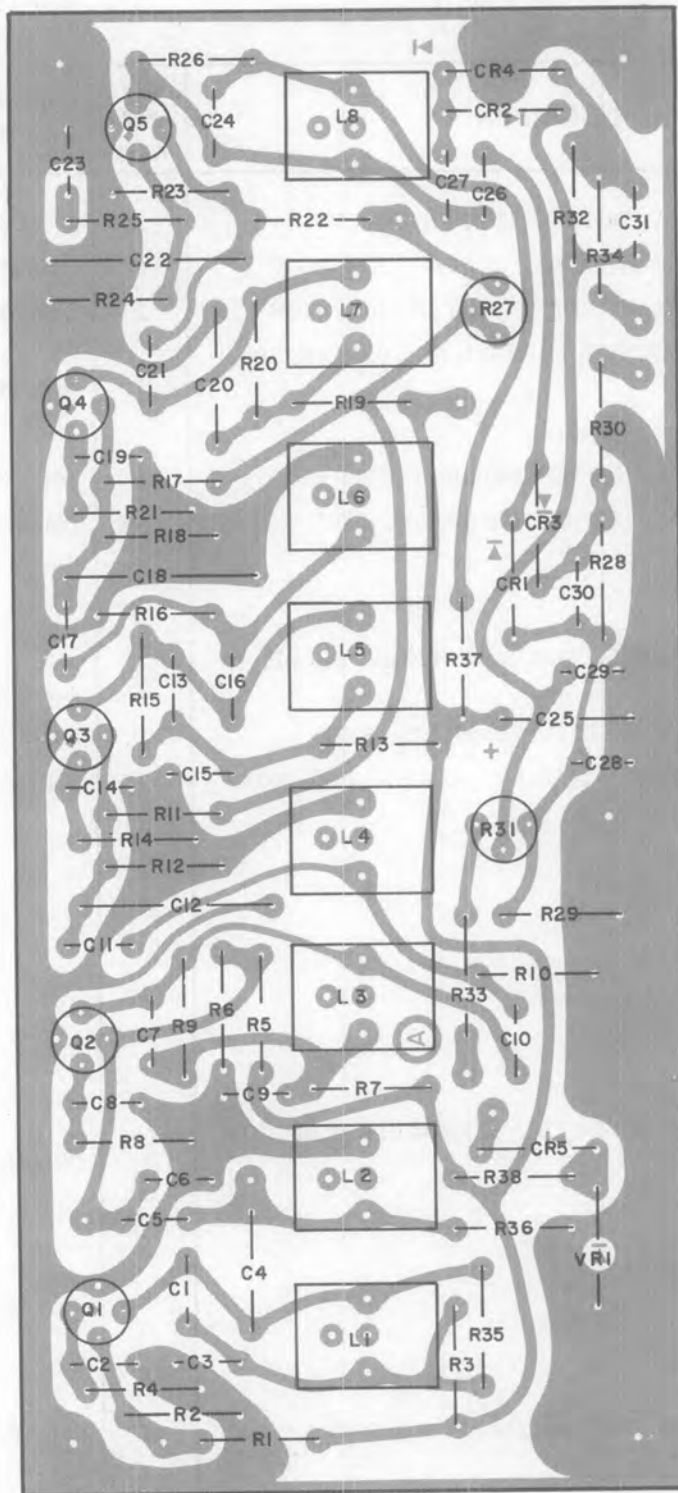 R26
CR4
Q5
C24
L8
CR2
C23
C27
C26
R23
R32
C31
R25
R22
R34
C22
R24
L7
R27
C21
C20
R20
Q4
R19
R30
C19
R17
L6
R21
CR3
R18
CR1
R28
C18
C30
R16
C17
R15
C13
C16
L5
R37
C29
C25
Q3
R13
+
C15
C28
C14
R11
R31
R14
L4
R12
C12
R29
C11
R10
R6
R5
L3
R33
C7
R9
A
C10
Q2
C9
R7
C8
R8
CR5
C6
L2
R38
C5
R36
C4
VR1
C1
Q1
L1
R35
C2
C3
R3
R4
R2
R1